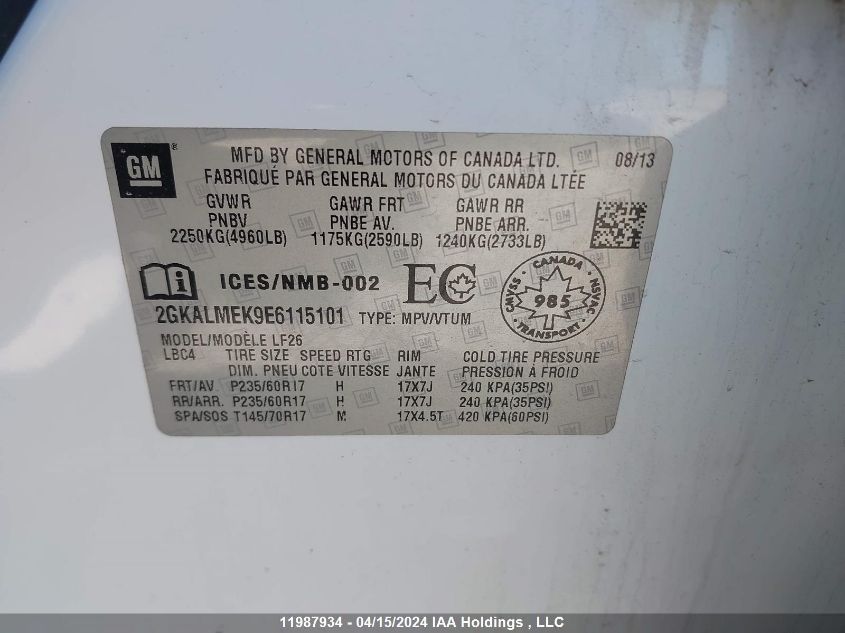 GM ®
MFD BY GENERAL MOTORS OF CANADA LTD. 08/13
FABRIQUÉ PAR GENERAL MOTORS DU CANADA LTÉE
GVWR GAWR FRT GAWR RR
PNBV PNBE AV. PNBE ARR.
2250KG(4960LB) 1175KG(2590LB) 1240KG(2733LB)
i ICES/NMB-002 EC CANADA CMVSS 985 NSVAC TRANSPORT
2GKALMEK9E6115101 TYPE: MPV/VTUM
MODEL/MODÈLE LF26
LBC4 TIRE SIZE SPEED RTG RIM COLD TIRE PRESSURE
DIM. PNEU COTE VITESSE JANTE PRESSION À FROID
FRT/AV. P235/60R17 H 17X7J 240 KPA(35PSI)
RR/ARR. P235/60R17 H 17X7J 240 KPA(35PSI)
SPA/SOS T145/70R17 M 17X4.5T 420 KPA(60PSI)
11987934 - 04/15/2024 IAA Holdings , LLC